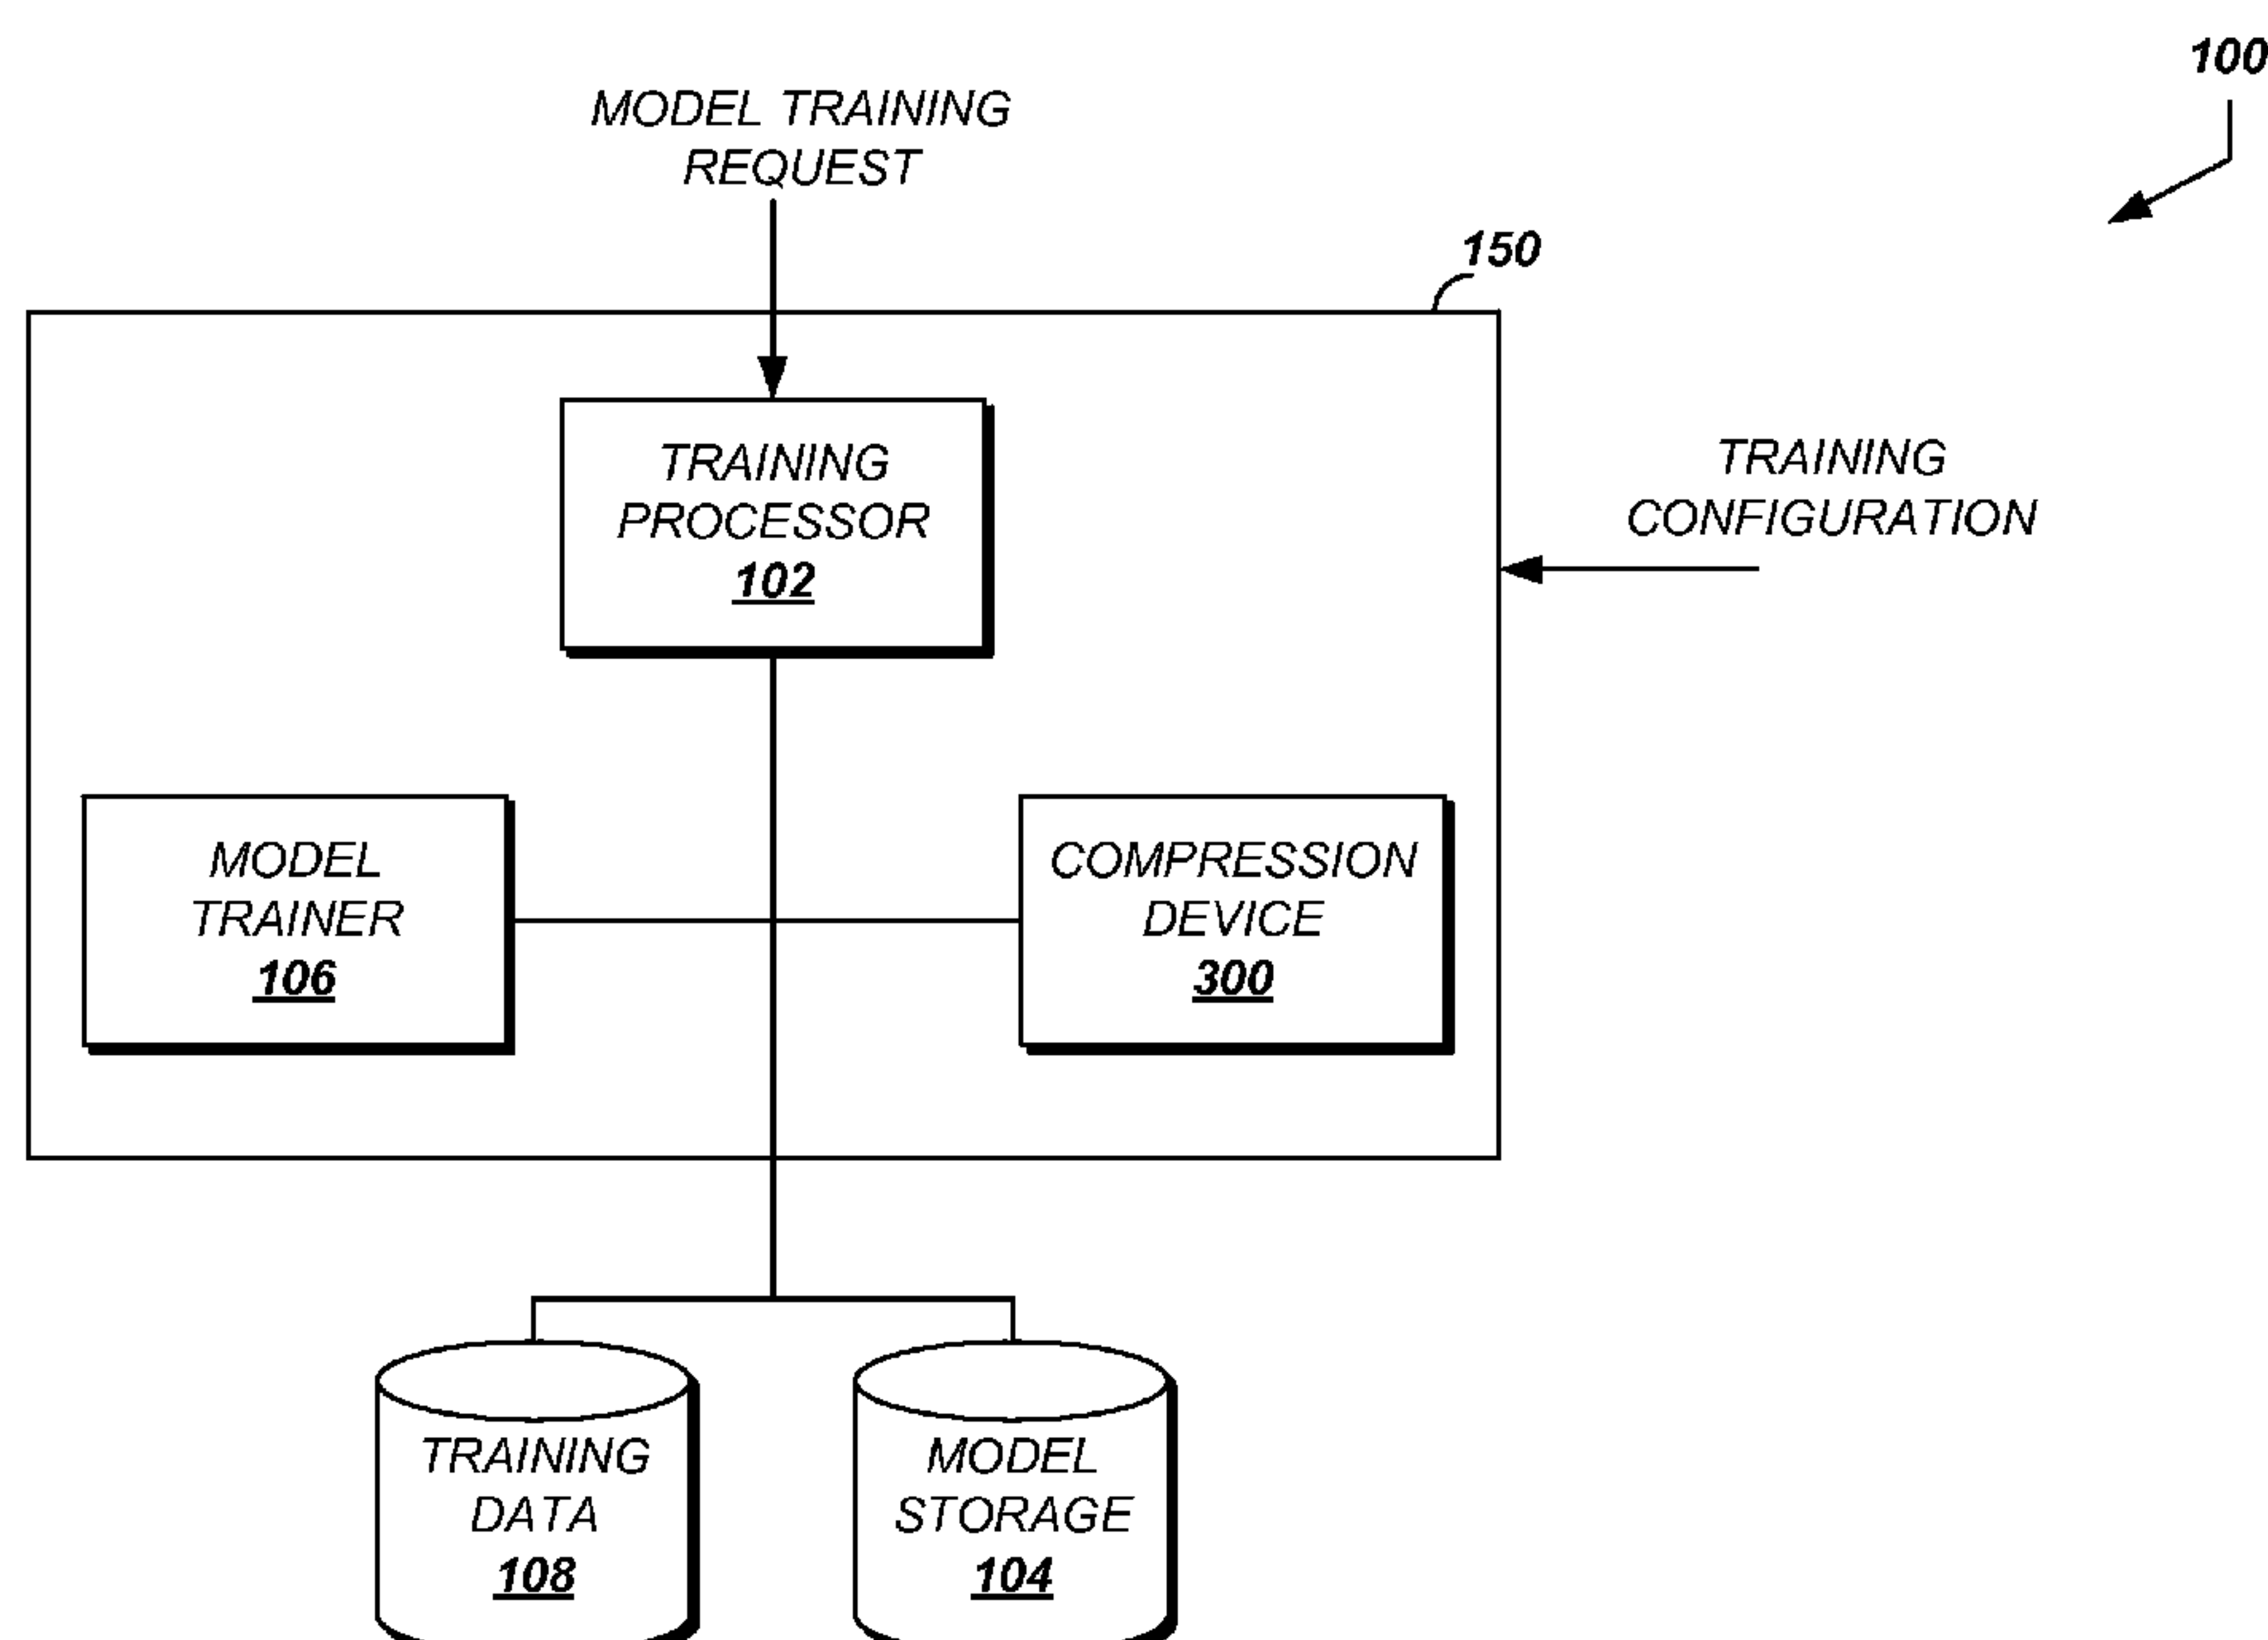 100
MODEL TRAINING
REQUEST
150
TRAINING
PROCESSOR
102
TRAINING
CONFIGURATION
MODEL
TRAINER
106
COMPRESSION
DEVICE
300
TRAINING
DATA
108
MODEL
STORAGE
104